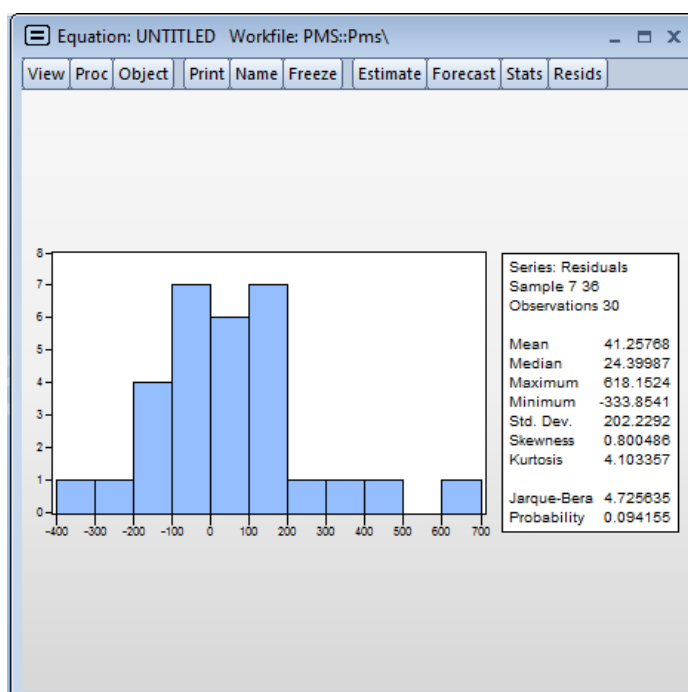 Equation: UNTITLED Workfile: PMS::Pms\
View Proc Object Print Name Freeze Estimate Forecast Stats Resids
8
7
6
5
4
3
2
1
0
-400 -300 -200 -100 0 100 200 300 400 500 600 700
Series: Residuals
Sample 7 36
Observations 30
Mean 41.25768
Median 24.39987
Maximum 618.1524
Minimum -333.8541
Std. Dev. 202.2292
Skewness 0.800486
Kurtosis 4.103357
Jarque-Bera 4.725635
Probability 0.094155